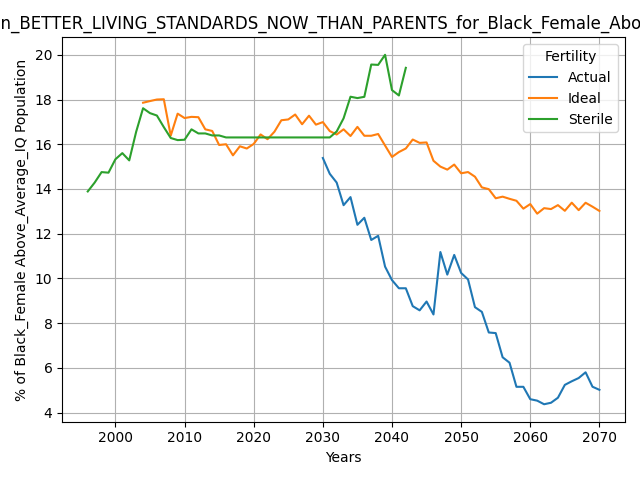 n_BETTER_LIVING_STANDARDS_NOW_THAN_PARENTS_for_Black_Female_Abo
% of Black_Female Above_Average_IQ Population
20
18
16
14
12
10
8
6
4
Fertility
Actual
Ideal
Sterile
2000 2010 2020 2030 2040 2050 2060 2070
Years